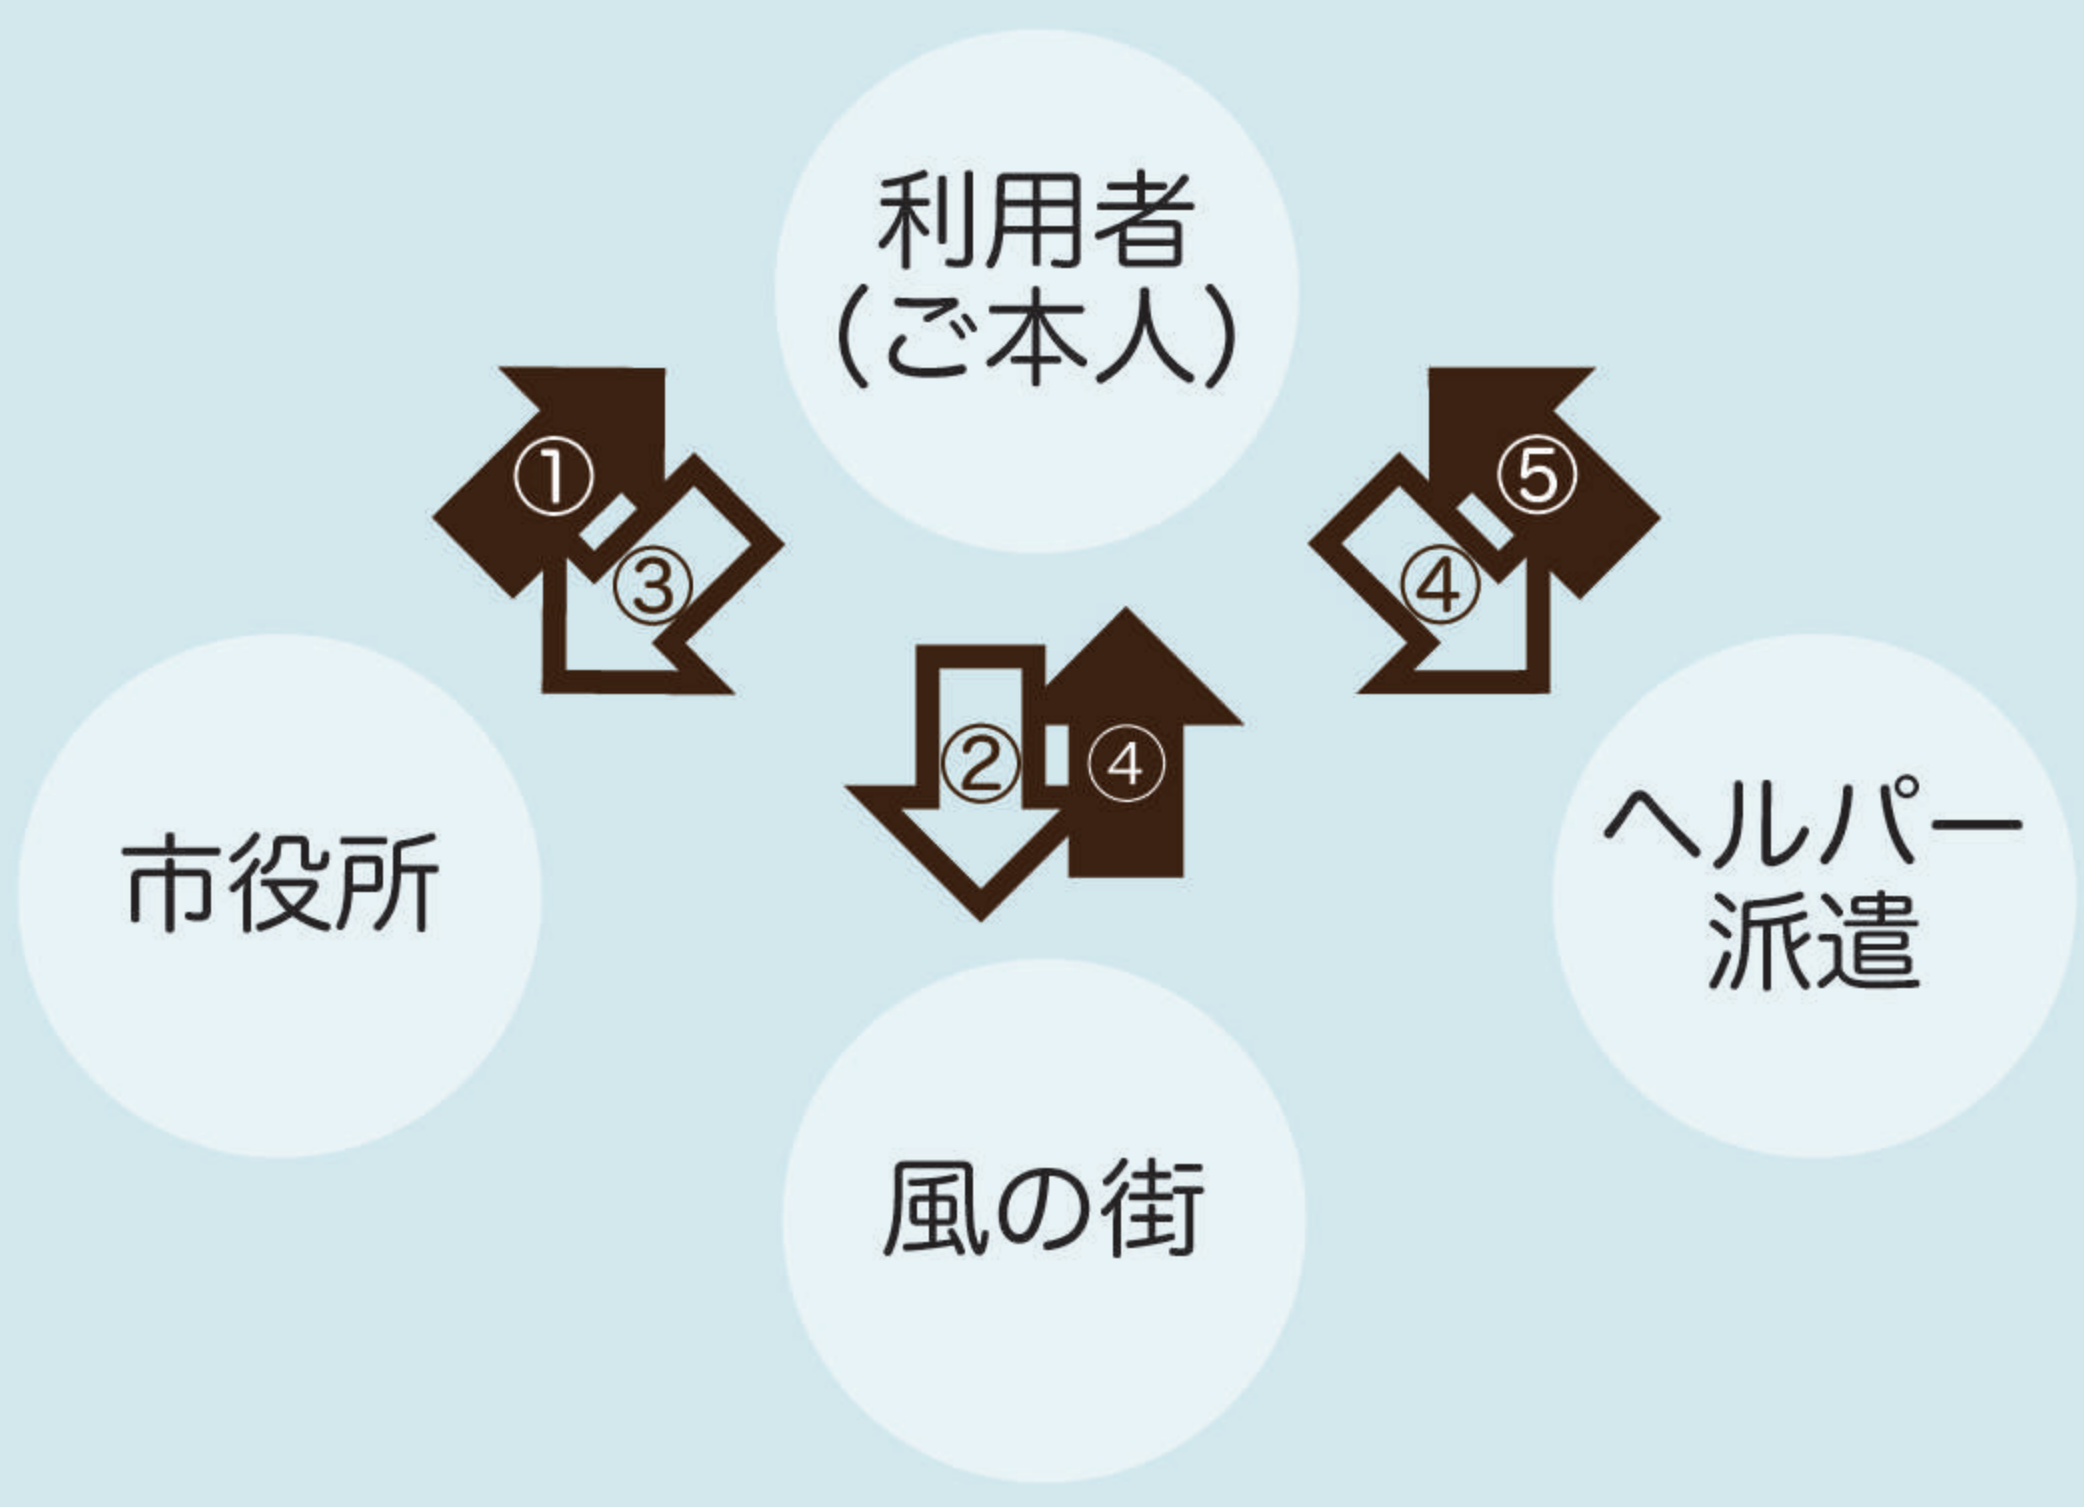 利用者
(ご本人)
①
⑤
③
④
②
④
市役所
ヘルパー
派遣
風の街